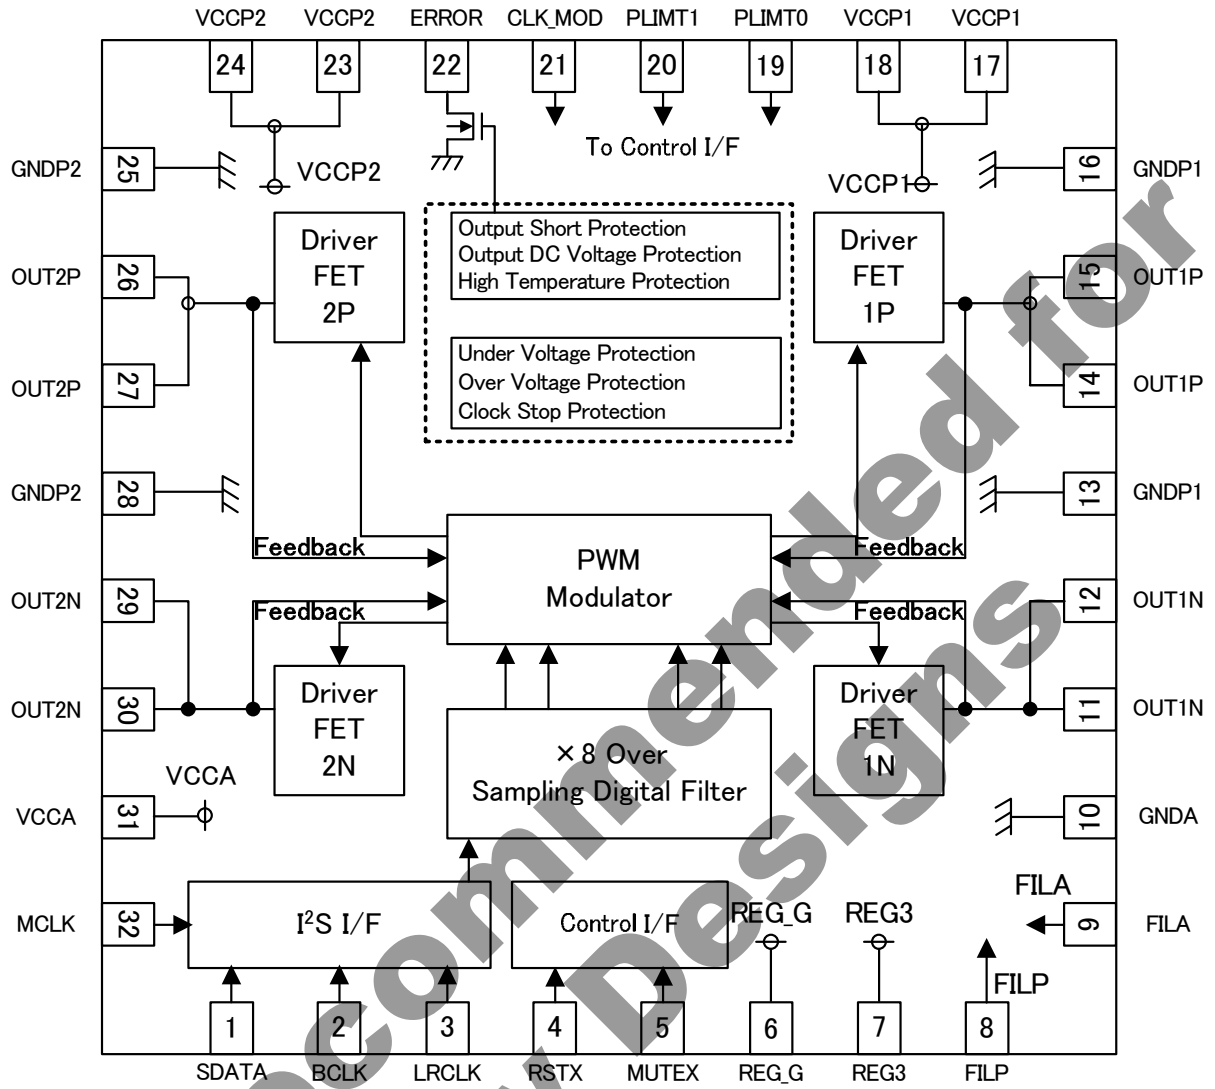 VCCP2 VCCP2 ERROR CLK_MOD PLIMT1 PLIMT0 VCCP1 VCCP1
24 23 22 21 20 19 18 17
To Control I/F
GNDP2 25 VCCP2 VCCP1 16 GNDP1
Driver
FET
2P
Output Short Protection
Output DC Voltage Protection
High Temperature Protection
Driver
FET
1P
OUT2P 26 15 OUT1P
Under Voltage Protection
Over Voltage Protection
Clock Stop Protection
OUT2P 27 14 OUT1P
GNDP2 28 13 GNDP1
Feedback Feedback
PWM
Modulator
OUT2N 29 12 OUT1N
Feedback Feedback
Driver
FET
2N
Driver
FET
1N
OUT2N 30 11 OUT1N
×8 Over
Sampling Digital Filter
VCCA
VCCA 31 10 GNDA
I²S I/F
Control I/F
REG_G REG3 FILA
MCLK 32 9 FILA
FILP
1 2 3 4 5 6 7 8
SDATA BCLK LRCLK RSTX MUTEX REG_G REG3 FILP
commended for
Designs